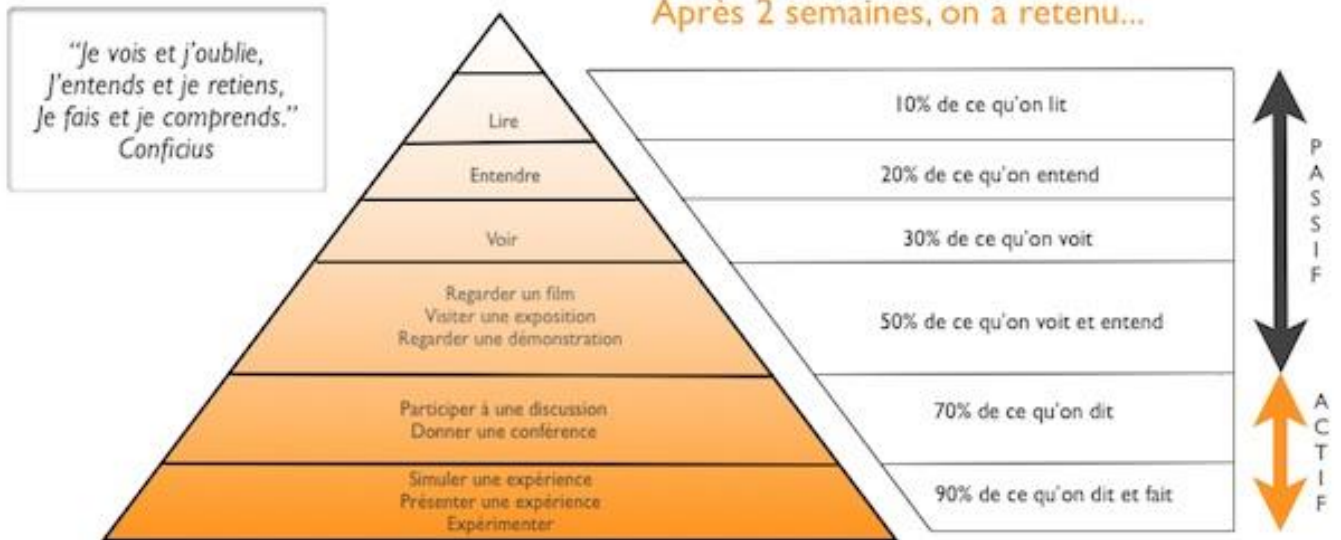 Après 2 semaines, on a retenu...
"Je vois et j'oublie,
J'entends et je retiens,
Je fais et je comprends."
Conficius
Lire
10% de ce qu'on lit
Entendre
20% de ce qu'on entend
Voir
30% de ce qu'on voit
Regarder un film
Visiter une exposition
Regarder une démonstration
50% de ce qu'on voit et entend
Participer à une discussion
Donner une conférence
70% de ce qu'on dit
Simuler une expérience
Présenter une expérience
Expérimenter
90% de ce qu'on dit et fait
PASSIF
ACTIF